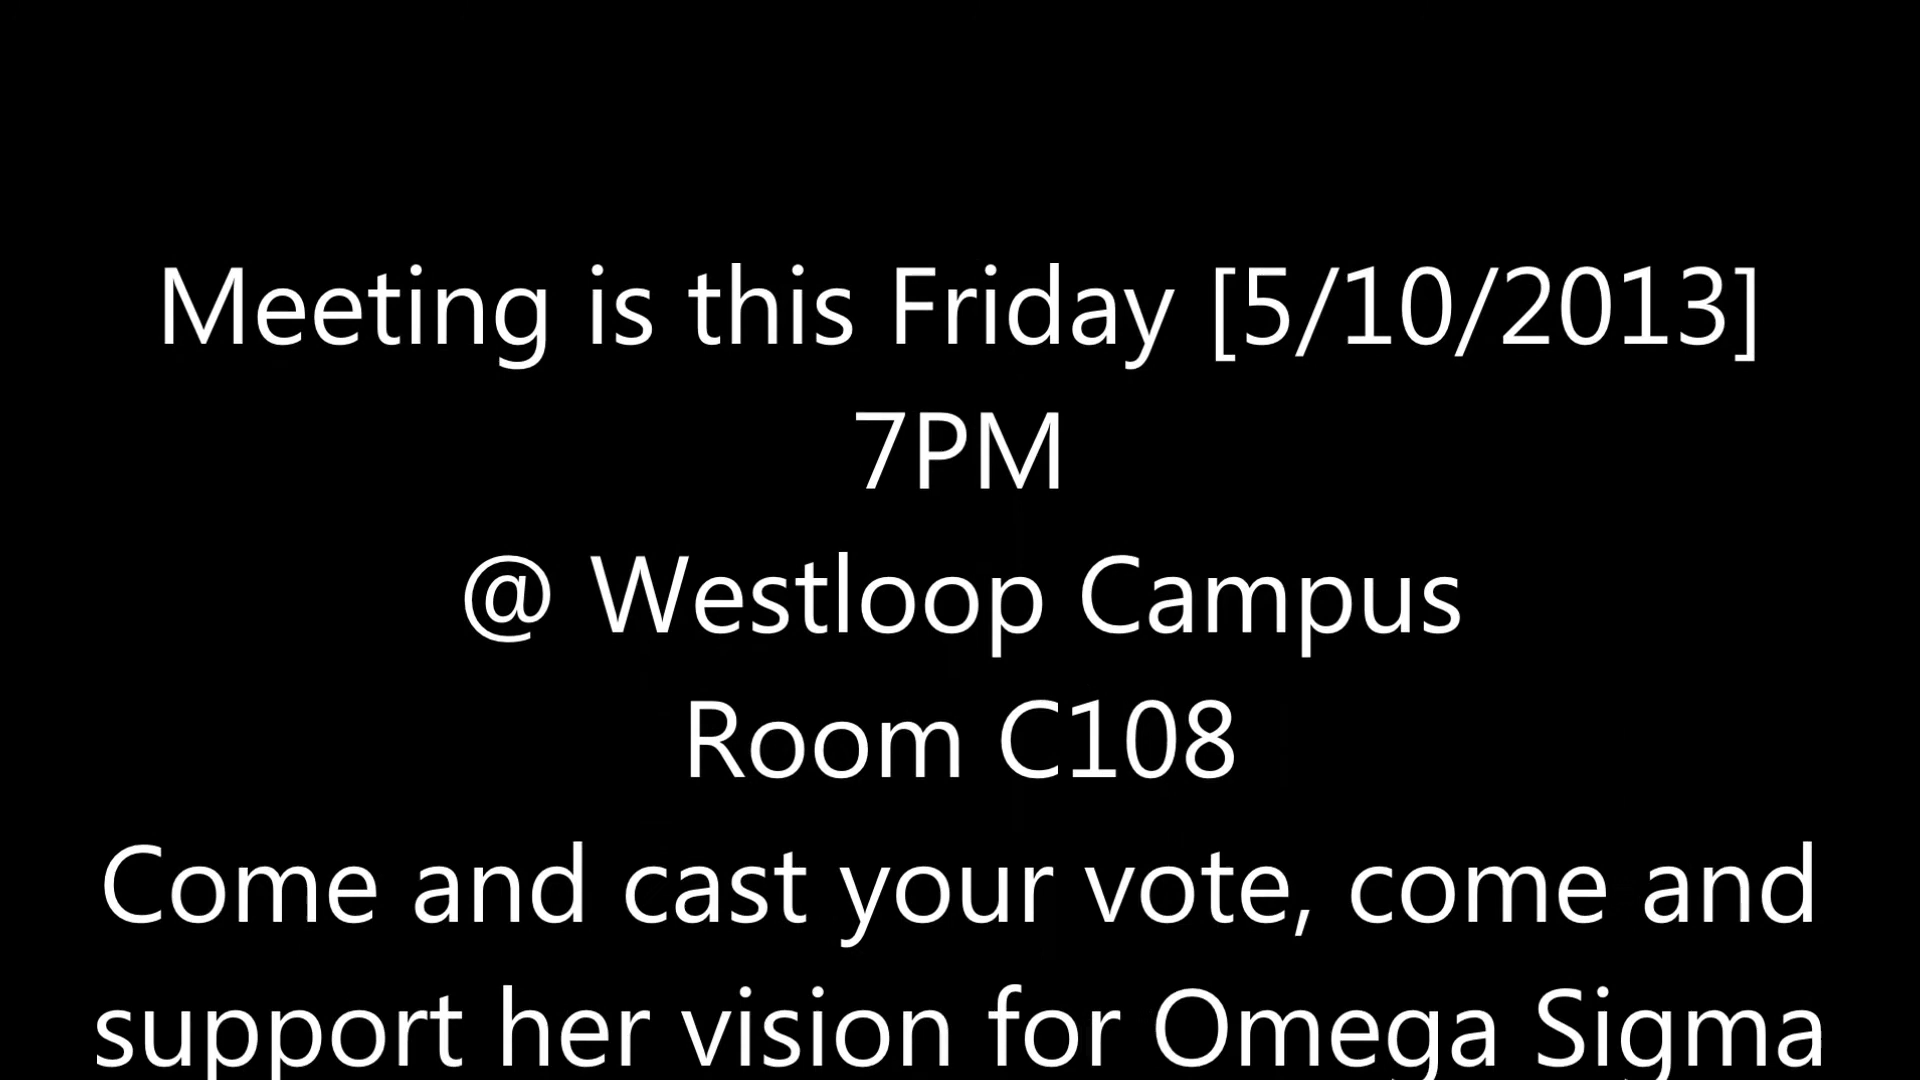 Meeting is this Friday [5/10/2013]
7PM
@ Westloop Campus
Room C108
Come and cast your vote, come and
support her vision for Omega Sigma